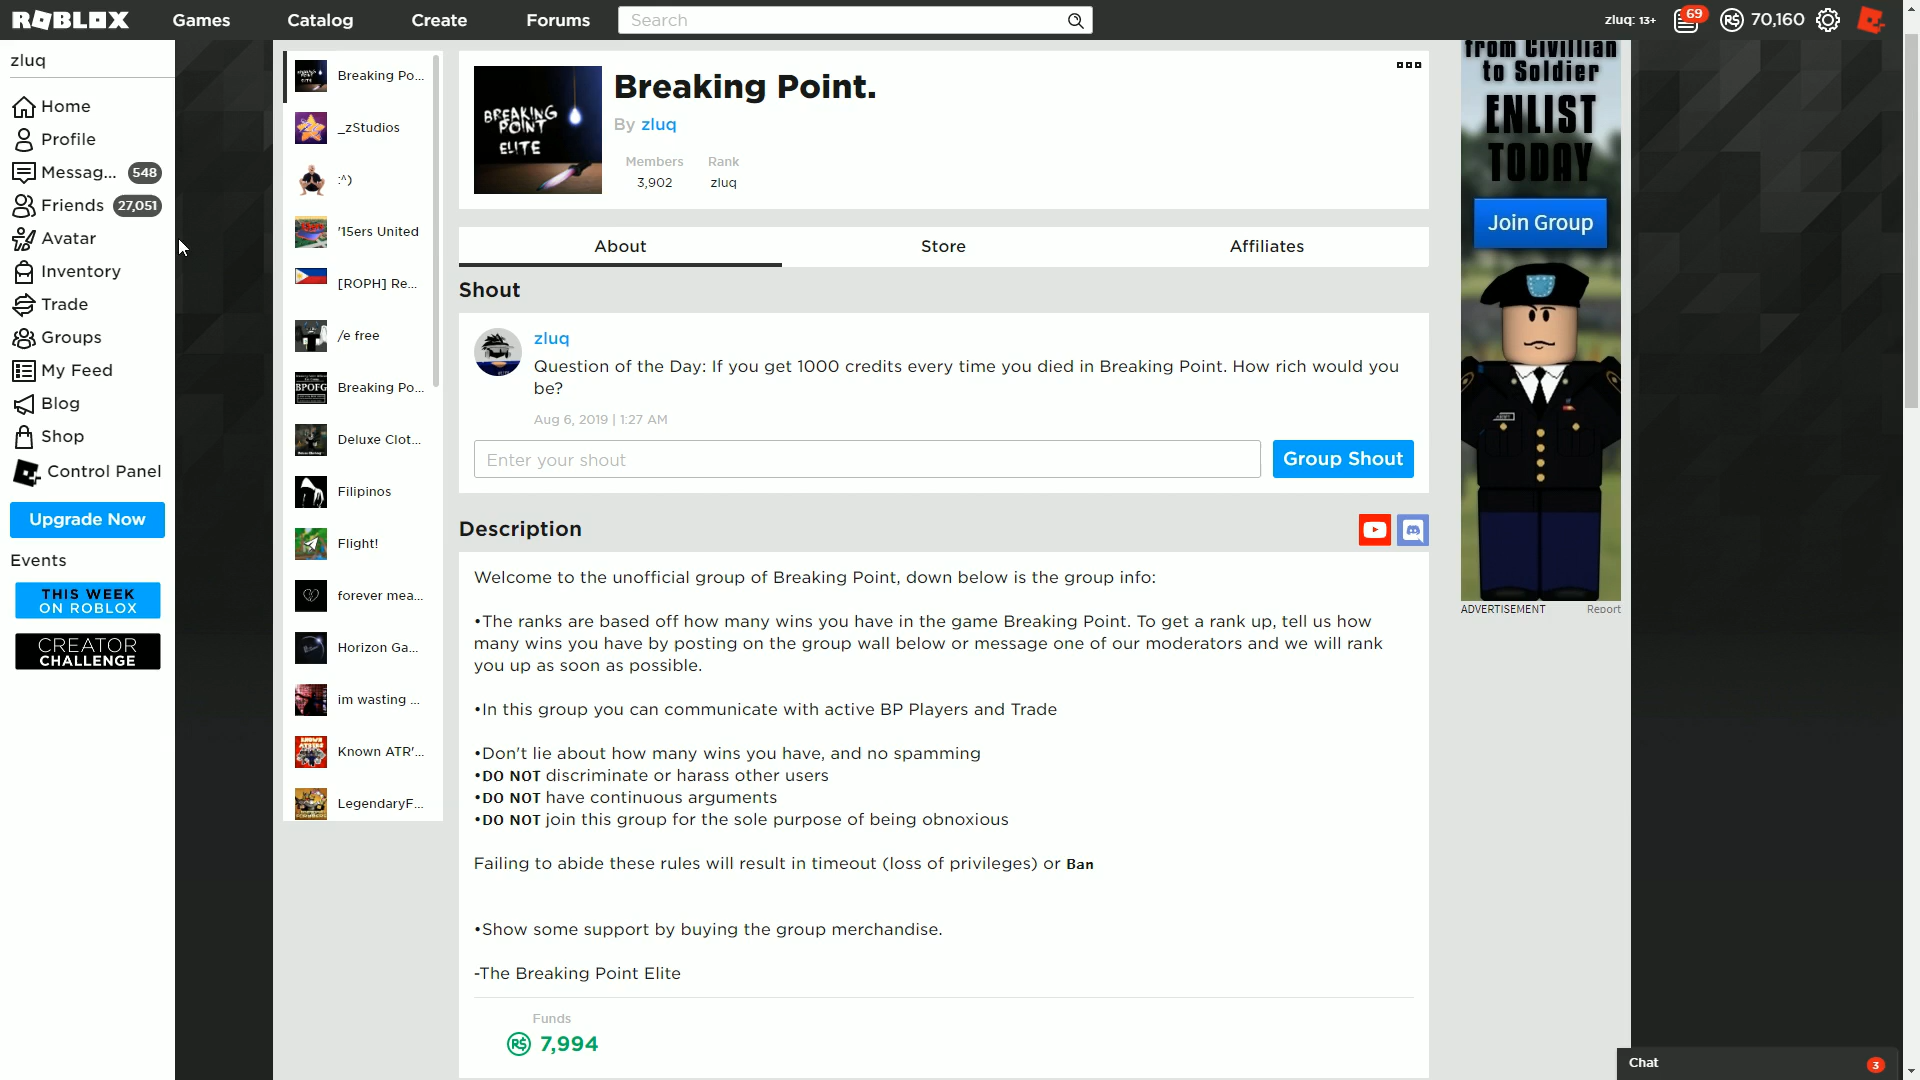 ROBLOX
Games
Catalog
Create
Forums
Search
zluq: 13+
69
70,160
zluq
Home
Profile
Messag... 548
Friends 27,051
Avatar
Inventory
Trade
Groups
My Feed
Blog
Shop
Control Panel
Upgrade Now
Events
THIS WEEK
ON ROBLOX
CREATOR
CHALLENGE
Breaking Po...
_zStudios
:^)
'15ers United
[ROPH] Re...
/e free
Breaking Po...
BPOFG
Deluxe Clot...
Filipinos
Flight!
forever mea...
Horizon Ga...
im wasting ...
Known ATR'...
LegendaryF...
BREAKING
POINT
ELITE
Breaking Point.
By zluq
Members
3,902
Rank
zluq
About
Store
Affiliates
Shout
zluq
Question of the Day: If you get 1000 credits every time you died in Breaking Point. How rich would you
be?
Aug 6, 2019 | 1:27 AM
Enter your shout
Group Shout
Description
Welcome to the unofficial group of Breaking Point, down below is the group info:
•The ranks are based off how many wins you have in the game Breaking Point. To get a rank up, tell us how
many wins you have by posting on the group wall below or message one of our moderators and we will rank
you up as soon as possible.
•In this group you can communicate with active BP Players and Trade
•Don't lie about how many wins you have, and no spamming
•DO NOT discriminate or harass other users
•DO NOT have continuous arguments
•DO NOT join this group for the sole purpose of being obnoxious
Failing to abide these rules will result in timeout (loss of privileges) or Ban
•Show some support by buying the group merchandise.
-The Breaking Point Elite
Funds
R$ 7,994
from Civillian
to Soldier
ENLIST
TODAY
Join Group
ADVERTISEMENT
Report
Chat
3